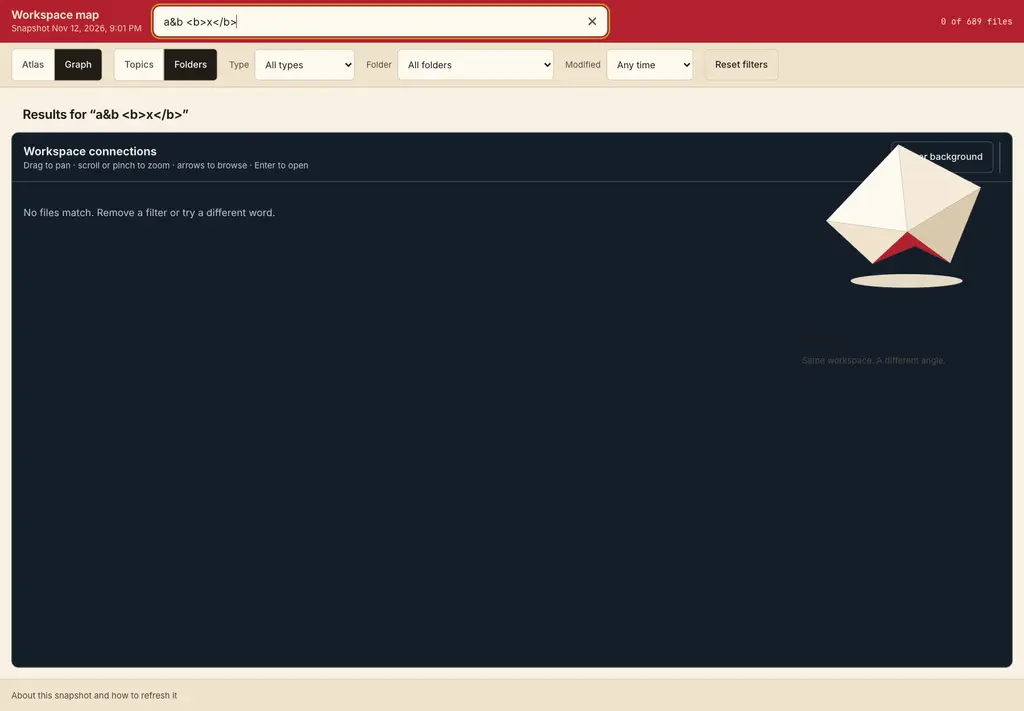 Workspace map
Snapshot Nov 12, 2026, 9:01 PM
a&b <b>x</b>
✕
0 of 689 files
Atlas
Graph
Topics
Folders
Type
All types
Folder
All folders
Modified
Any time
Reset filters
Results for “a&b <b>x</b>”
Workspace connections
Drag to pan · scroll or pinch to zoom · arrows to browse · Enter to open
background
No files match. Remove a filter or try a different word.
Same workspace. A different angle.
About this snapshot and how to refresh it